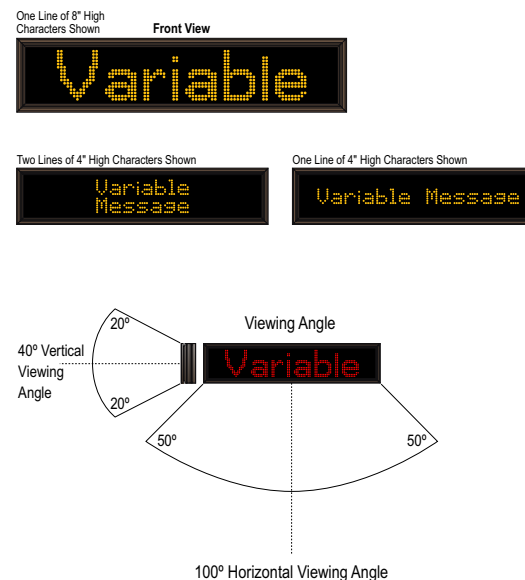 One Line of 8" High
Characters Shown
Front View
Variable
Two Lines of 4" High Characters Shown
One Line of 4" High Characters Shown
Variable
Message
Variable Message
20º
Viewing Angle
40º Vertical
Viewing
Angle
Variable
20º
50º
50º
100º Horizontal Viewing Angle